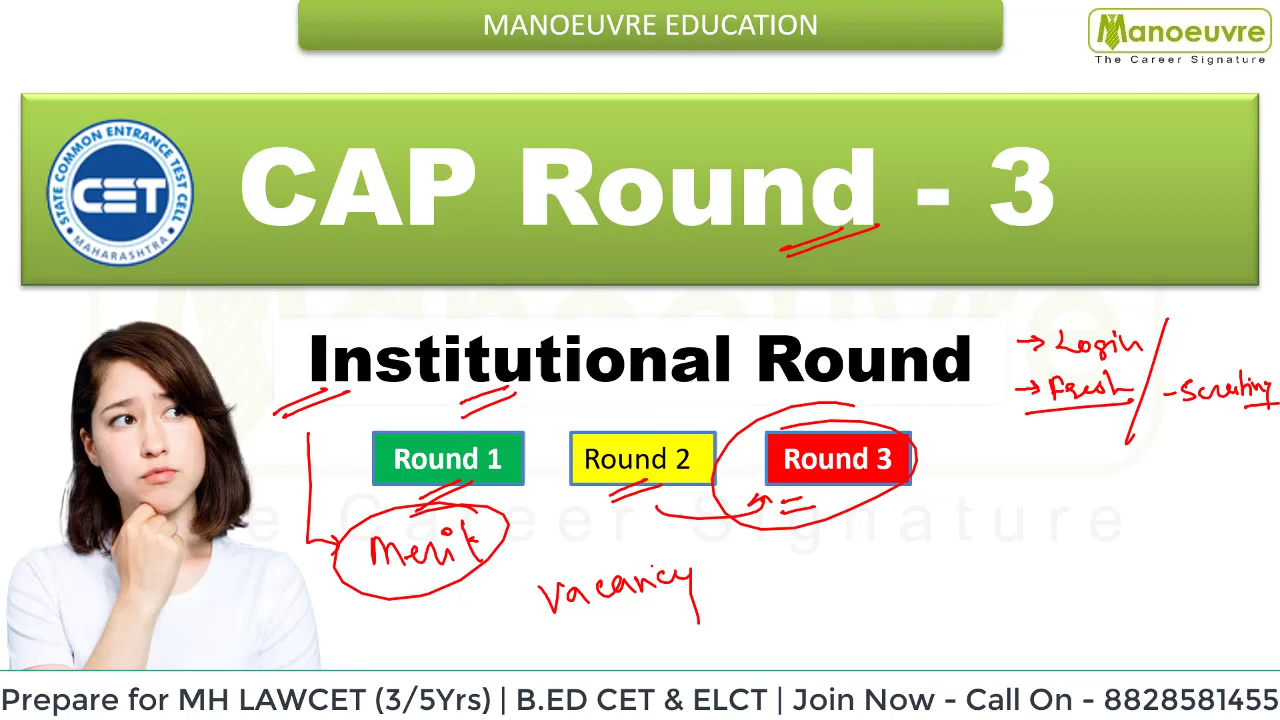 MANOEUVRE EDUCATION
Manoeuvre
The Career Signature
STATE COMMON ENTRANCE TEST CELL
CET
MAHARASHTRA
CAP Round - 3
Institutional Round
→ Login
→ Fresh
Round 1
Round 2
Round 3
Merit
Vacancy
Prepare for MH LAWCET (3/5Yrs) | B.ED CET & ELCT | Join Now - Call On - 8828581455